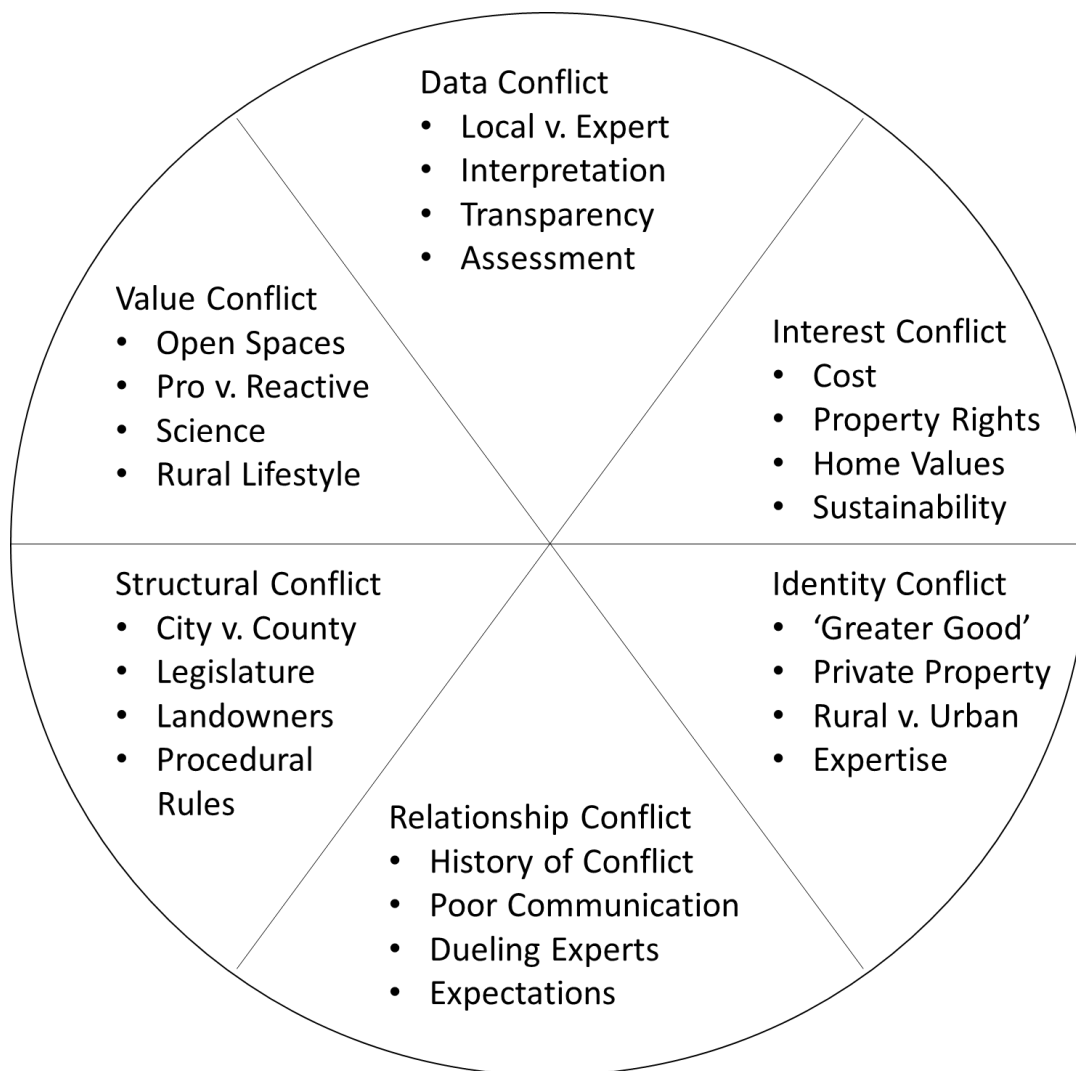 Data Conflict
• Local v. Expert
• Interpretation
• Transparency
• Assessment
Value Conflict
• Open Spaces
• Pro v. Reactive
• Science
• Rural Lifestyle
Interest Conflict
• Cost
• Property Rights
• Home Values
• Sustainability
Structural Conflict
• City v. County
• Legislature
• Landowners
• Procedural
Rules
Identity Conflict
• ‘Greater Good’
• Private Property
• Rural v. Urban
• Expertise
Relationship Conflict
• History of Conflict
• Poor Communication
• Dueling Experts
• Expectations